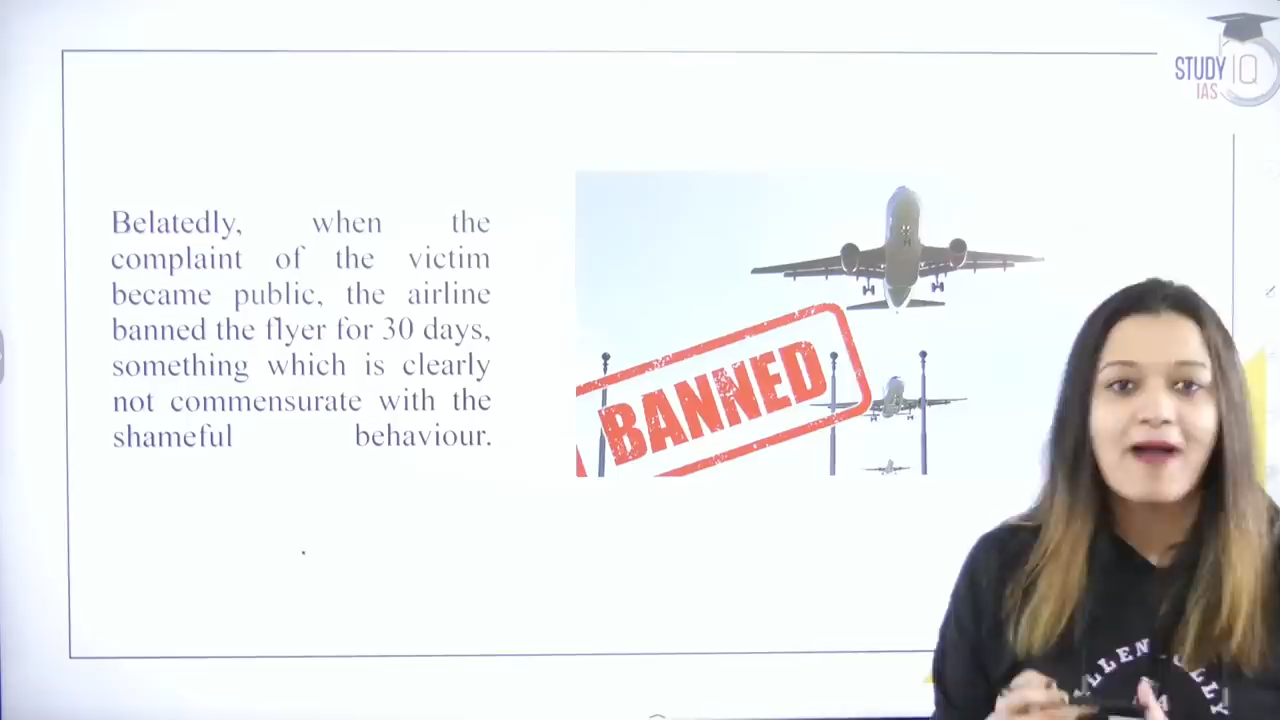 STUDY IQ
IAS
Belatedly, when the
complaint of the victim
became public, the airline
banned the flyer for 30 days,
something which is clearly
not commensurate with the
shameful behaviour.
BANNED